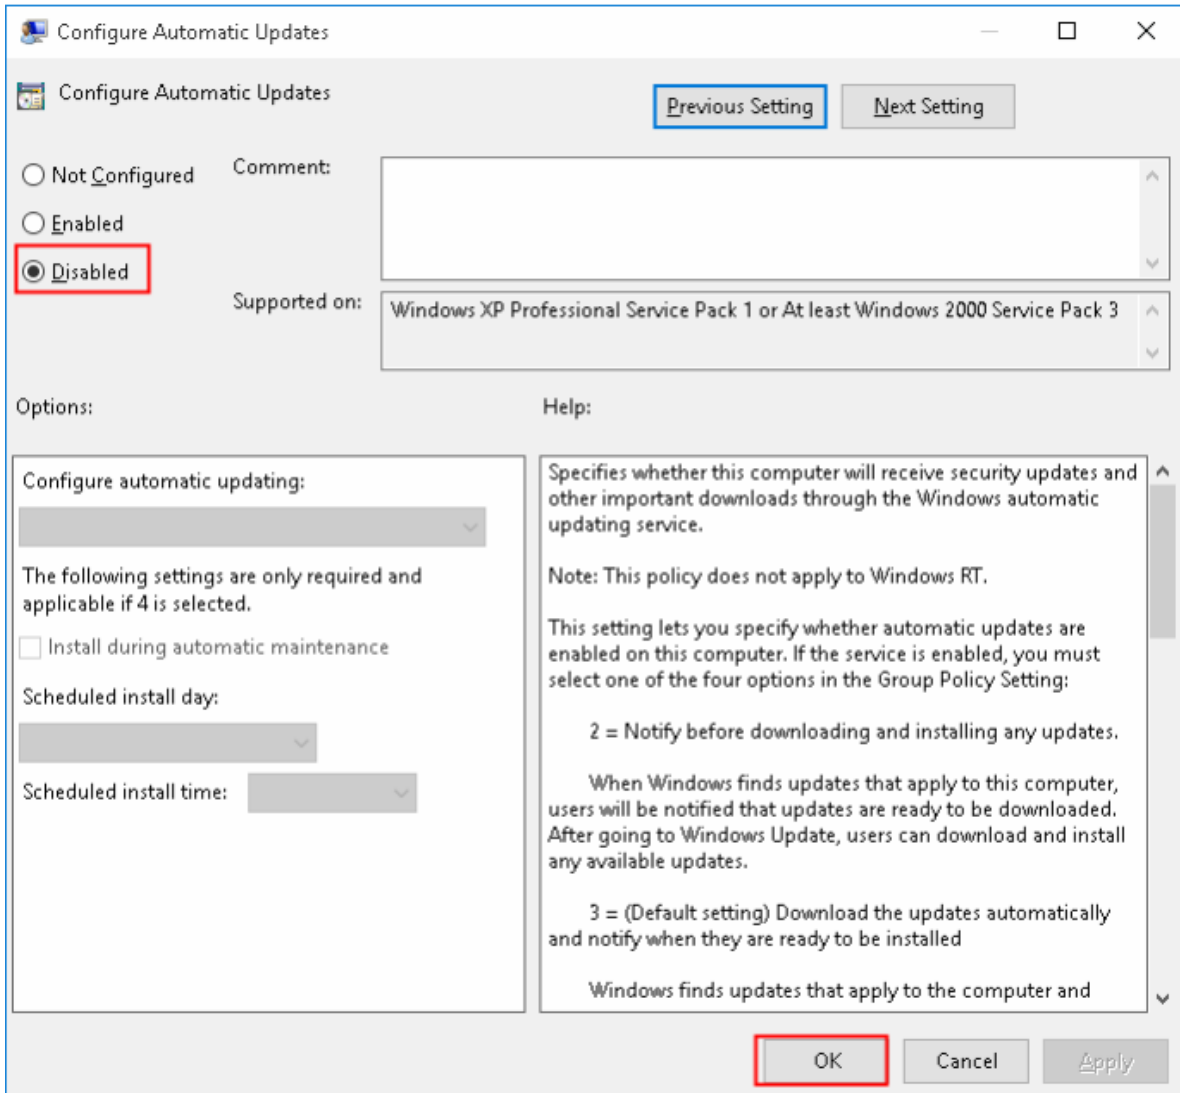 Configure Automatic Updates
Configure Automatic Updates
Previous Setting
Next Setting
Not Configured
Comment:
Enabled
Disabled
Supported on:
Windows XP Professional Service Pack 1 or At least Windows 2000 Service Pack 3
Options:
Help:
Configure automatic updating:
The following settings are only required and
applicable if 4 is selected.
Install during automatic maintenance
Scheduled install day:
Scheduled install time:
Specifies whether this computer will receive security updates and
other important downloads through the Windows automatic
updating service.
Note: This policy does not apply to Windows RT.
This setting lets you specify whether automatic updates are
enabled on this computer. If the service is enabled, you must
select one of the four options in the Group Policy Setting:
2 = Notify before downloading and installing any updates.
When Windows finds updates that apply to this computer,
users will be notified that updates are ready to be downloaded.
After going to Windows Update, users can download and install
any available updates.
3 = (Default setting) Download the updates automatically
and notify when they are ready to be installed
Windows finds updates that apply to the computer and
OK
Cancel
Apply